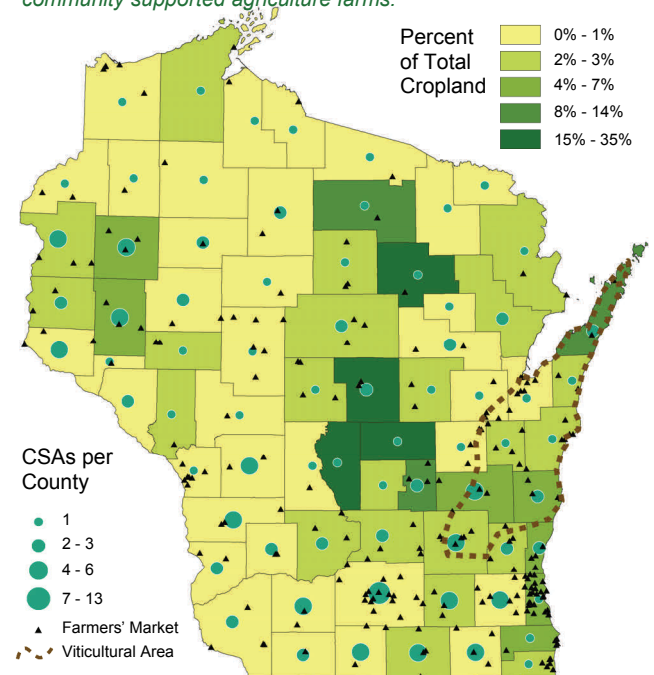 community supported agriculture farms.
Percent
of Total
Cropland
0% - 1%
2% - 3%
4% - 7%
8% - 14%
15% - 35%
CSAs per
County
1
2 - 3
4 - 6
7 - 13
Farmers' Market
Viticultural Area